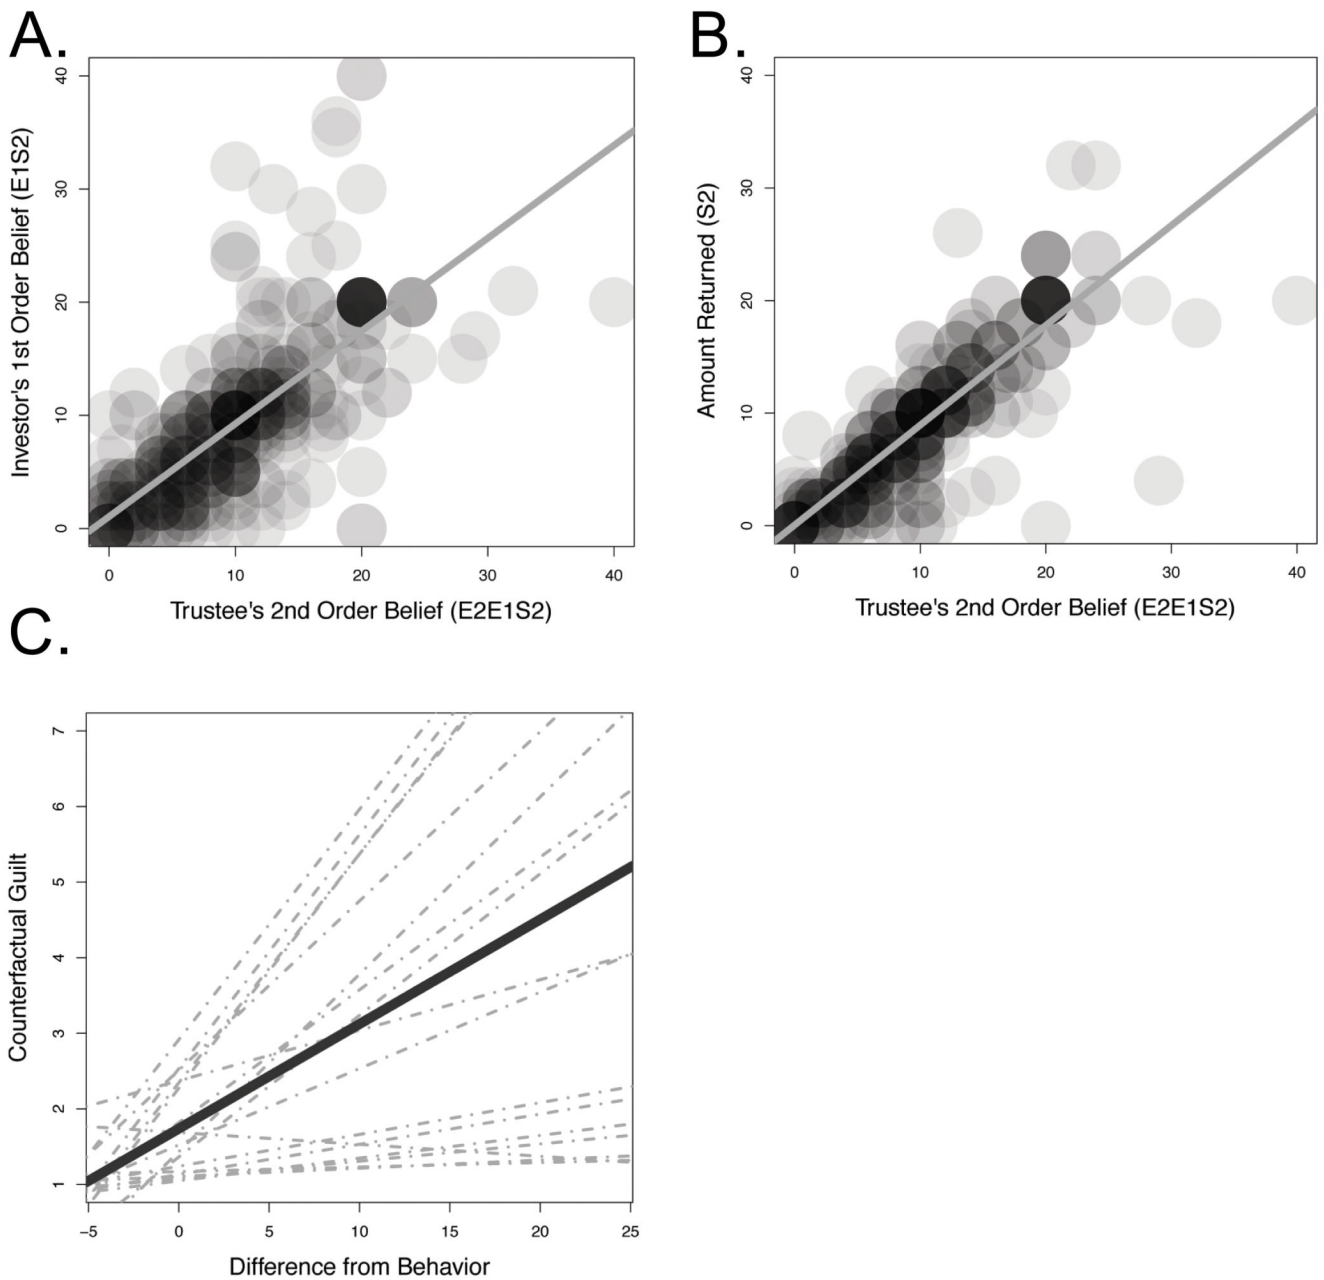 A.
Investor's 1st Order Belief (E1S2)
40
30
20
10
0
0 10 20 30 40
Trustee's 2nd Order Belief (E2E1S2)
B.
Amount Returned (S2)
40
30
20
10
0
0 10 20 30 40
Trustee's 2nd Order Belief (E2E1S2)
C.
Counterfactual Guilt
7
6
5
4
3
2
1
−5 0 5 10 15 20 25
Difference from Behavior